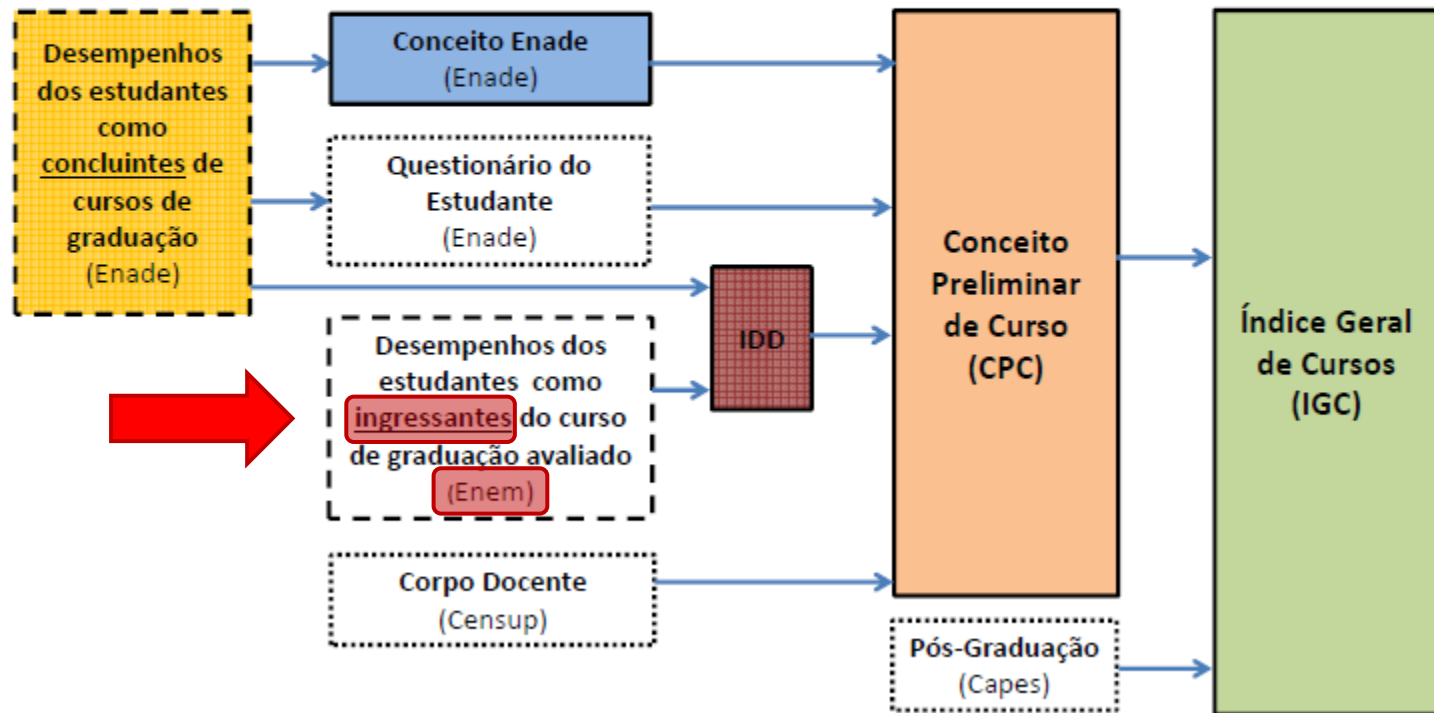 Desempenhos
dos estudantes
como
concluintes de
cursos de
graduação
(Enade)
Conceito Enade
(Enade)
Questionário do
Estudante
(Enade)
Desempenhos dos
estudantes como
ingressantes do curso
de graduação avaliado
(Enem)
Corpo Docente
(Censup)
IDD
Conceito
Preliminar
de Curso
(CPC)
Pós-Graduação
(Capes)
Índice Geral
de Cursos
(IGC)